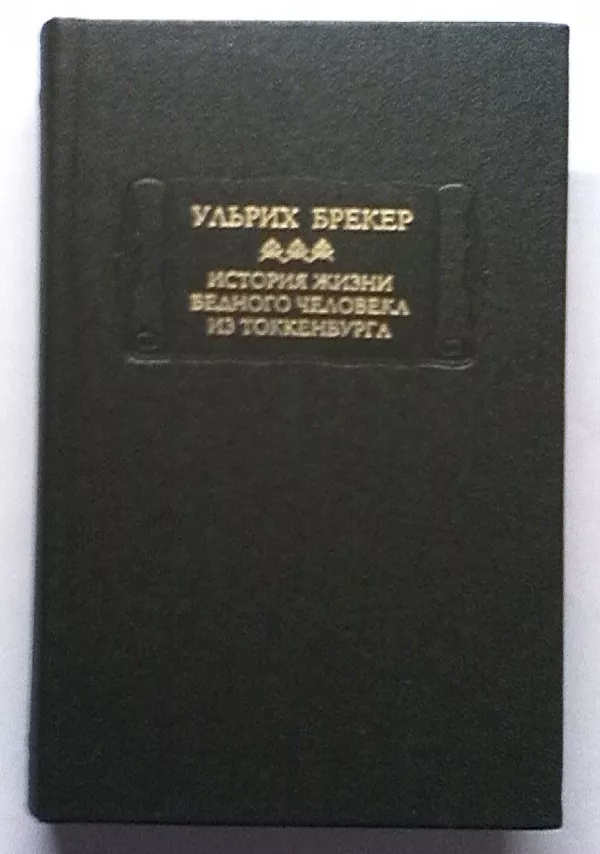 УЛЬРИХ БРЕКЕР
ИСТОРИЯ ЖИЗНИ
БЕДНОГО ЧЕЛОВЕКА
ИЗ ТОККЕНБУРГА